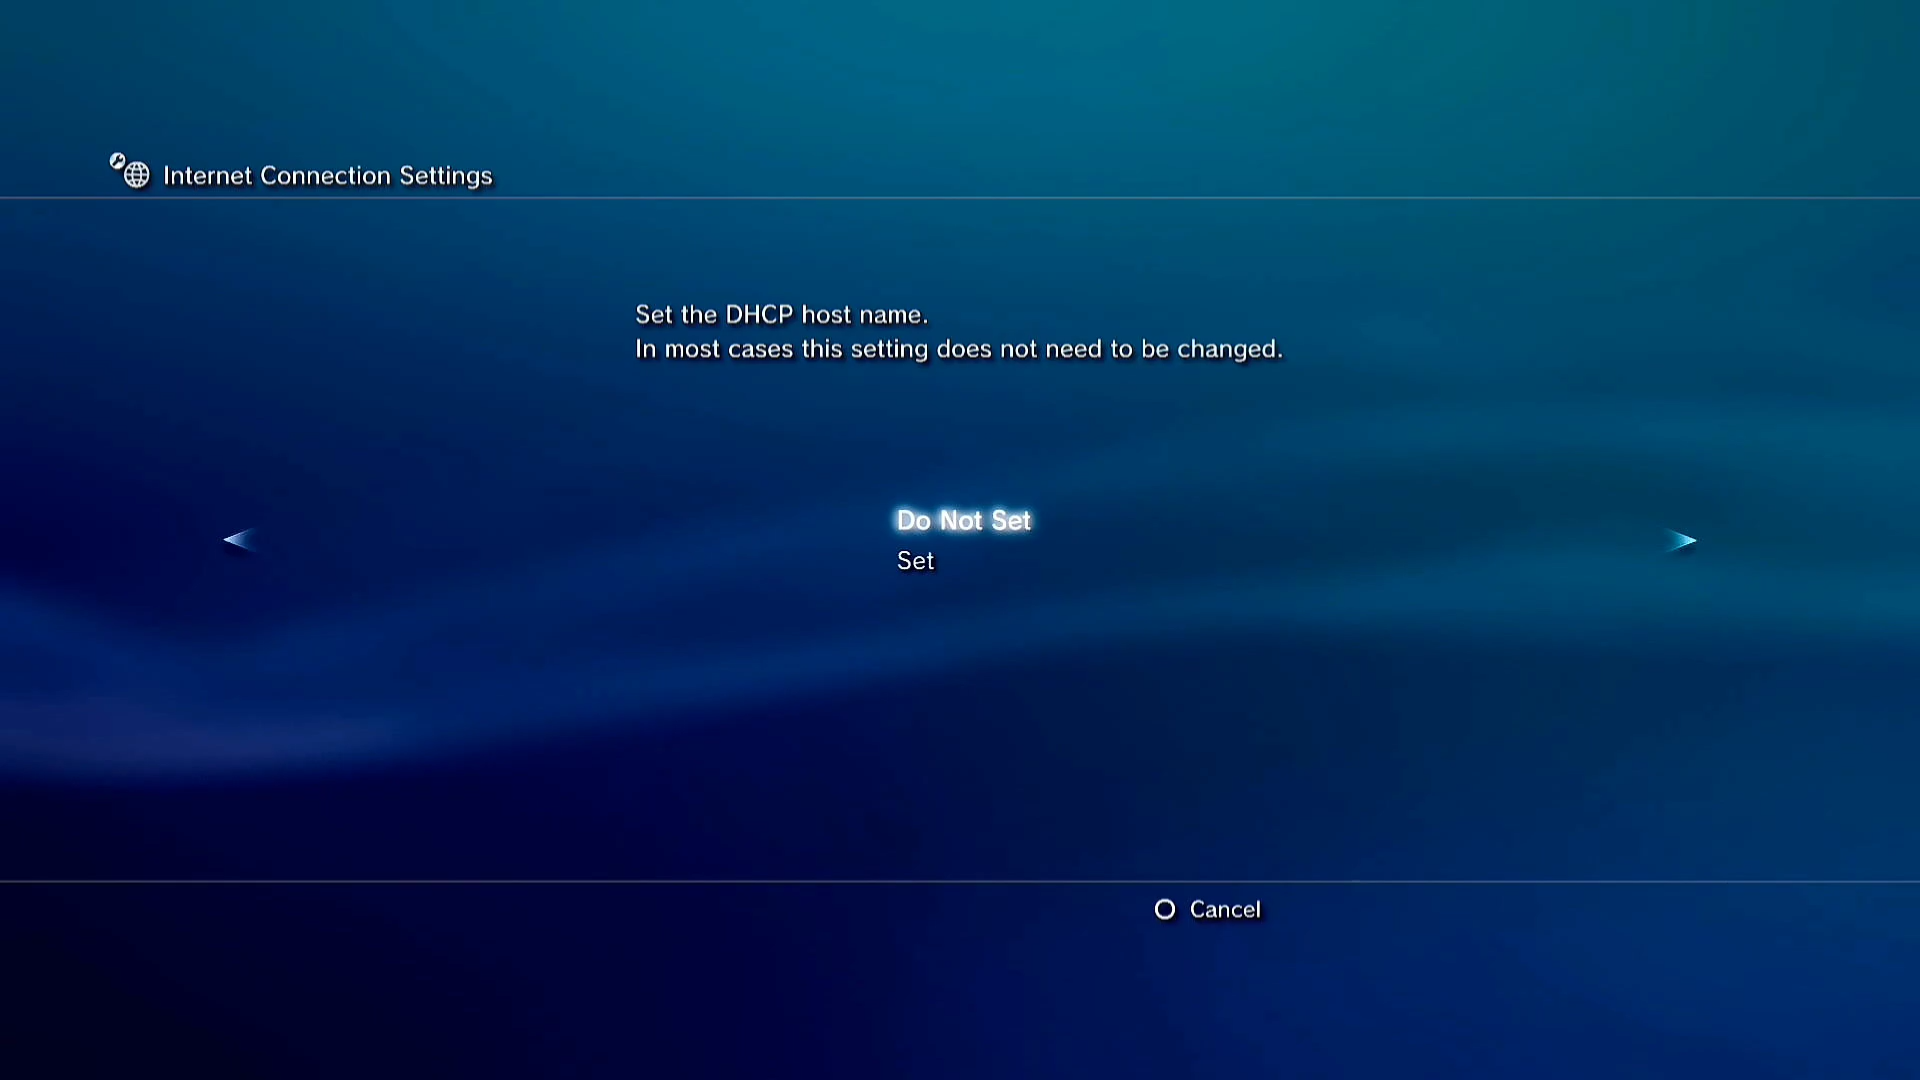 Internet Connection Settings
Set the DHCP host name.
In most cases this setting does not need to be changed.
Do Not Set
Set
Cancel